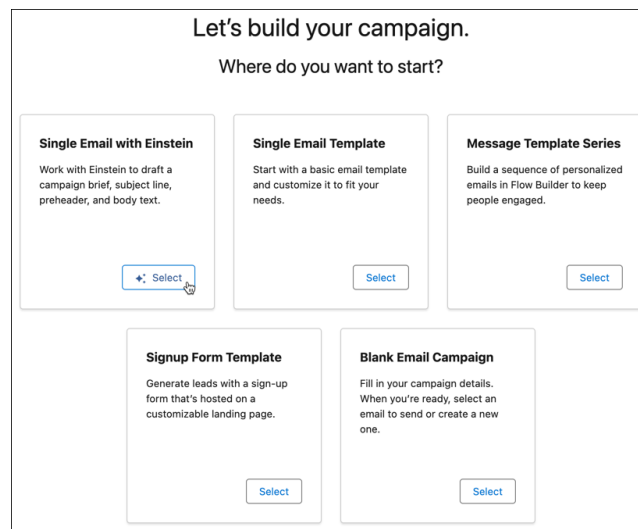 Let's build your campaign.
Where do you want to start?
Single Email with Einstein
Work with Einstein to draft a
campaign brief, subject line,
preheader, and body text.
Select
Single Email Template
Start with a basic email template
and customize it to fit your
needs.
Select
Message Template Series
Build a sequence of personalized
emails in Flow Builder to keep
people engaged.
Select
Signup Form Template
Generate leads with a sign-up
form that's hosted on a
customizable landing page.
Select
Blank Email Campaign
Fill in your campaign details.
When you're ready, select an
email to send or create a new
one.
Select